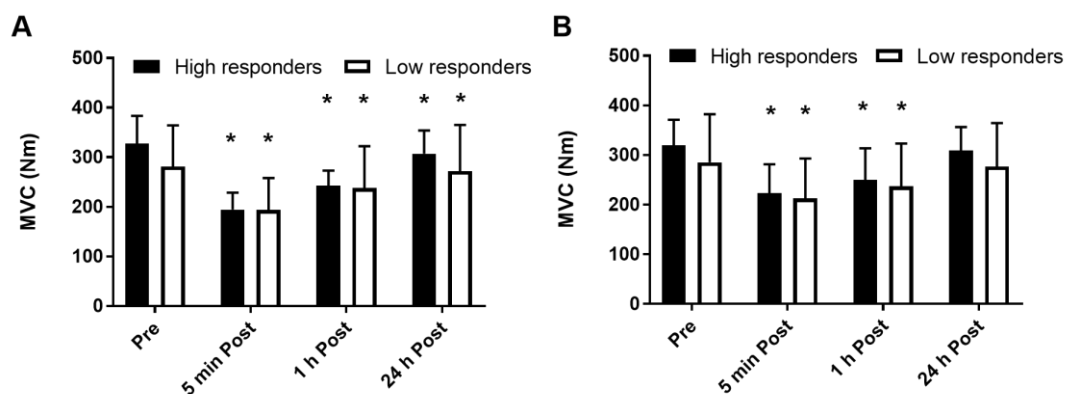 A
High responders
Low responders
MVC (Nm)
500
400
300
200
100
0
*
*
*
*
*
*
Pre
5 min Post
1 h Post
24 h Post
B
High responders
Low responders
MVC (Nm)
500
400
300
200
100
0
*
*
*
*
Pre
5 min Post
1 h Post
24 h Post